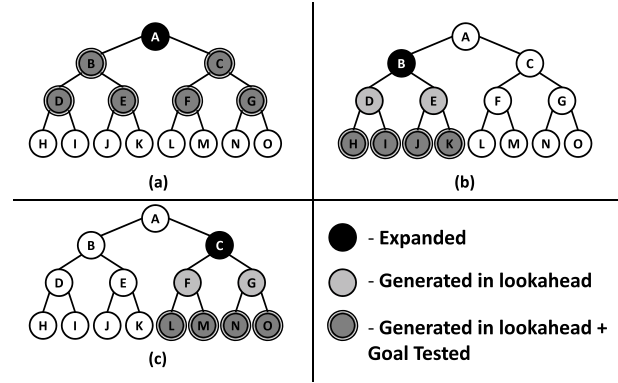 A
B
C
D
E
F
G
H
I
J
K
L
M
N
O
(a)
A
B
C
D
E
F
G
H
I
J
K
L
M
N
O
(b)
A
B
C
D
E
F
G
H
I
J
K
L
M
N
O
(c)
- Expanded
- Generated in lookahead
- Generated in lookahead +
Goal Tested